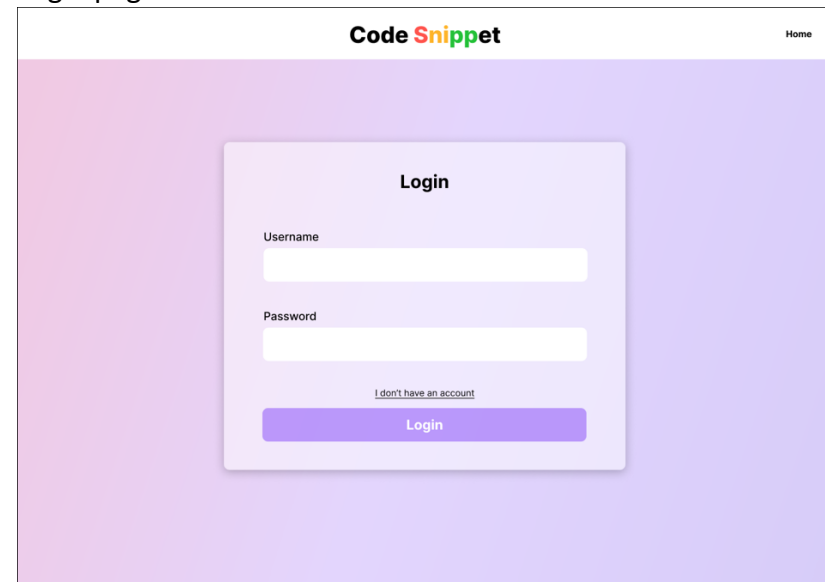 Code Snippet
Home
Login
Username
Password
I don't have an account
Login